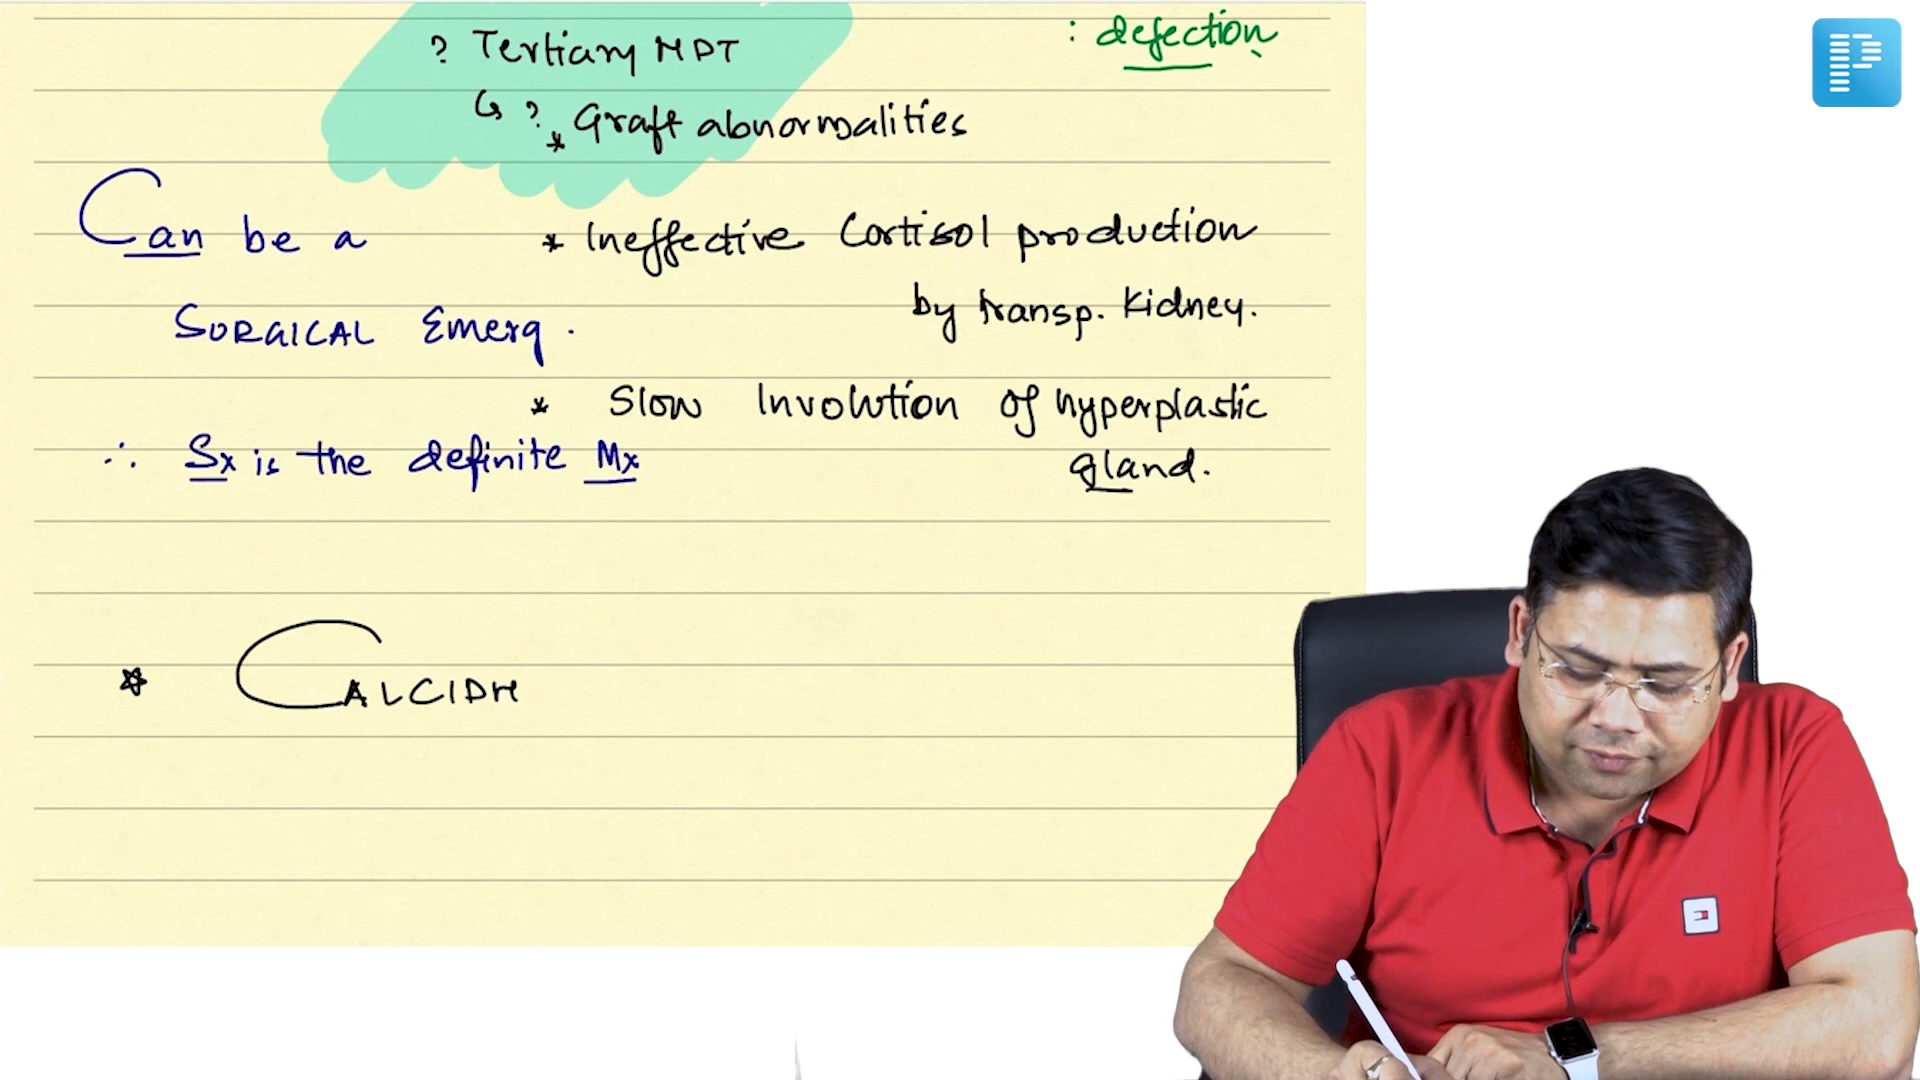 ? Tertiary HPT
: defection
↳ ? * Graft abnormalities
Can be a
* Ineffective Cortisol production
by transp. Kidney.
SURGICAL Emerg.
* Slow Involution of hyperplastic
gland.
∴ Sx is the definite Mx
* CALCIPH